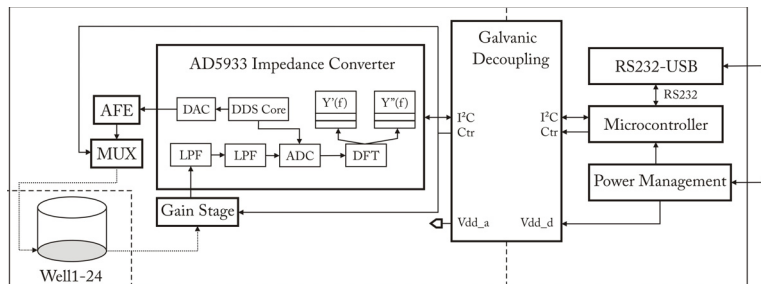 Galvanic
Decoupling
AD5933 Impedance Converter
RS232-USB
RS232
AFE
DAC
DDS Core
Y'(f)
Y"(f)
I²C
Ctr
I²C
Ctr
Microcontroller
MUX
LPF
LPF
ADC
DFT
Power Management
Gain Stage
Vdd_a
Vdd_d
Well1-24